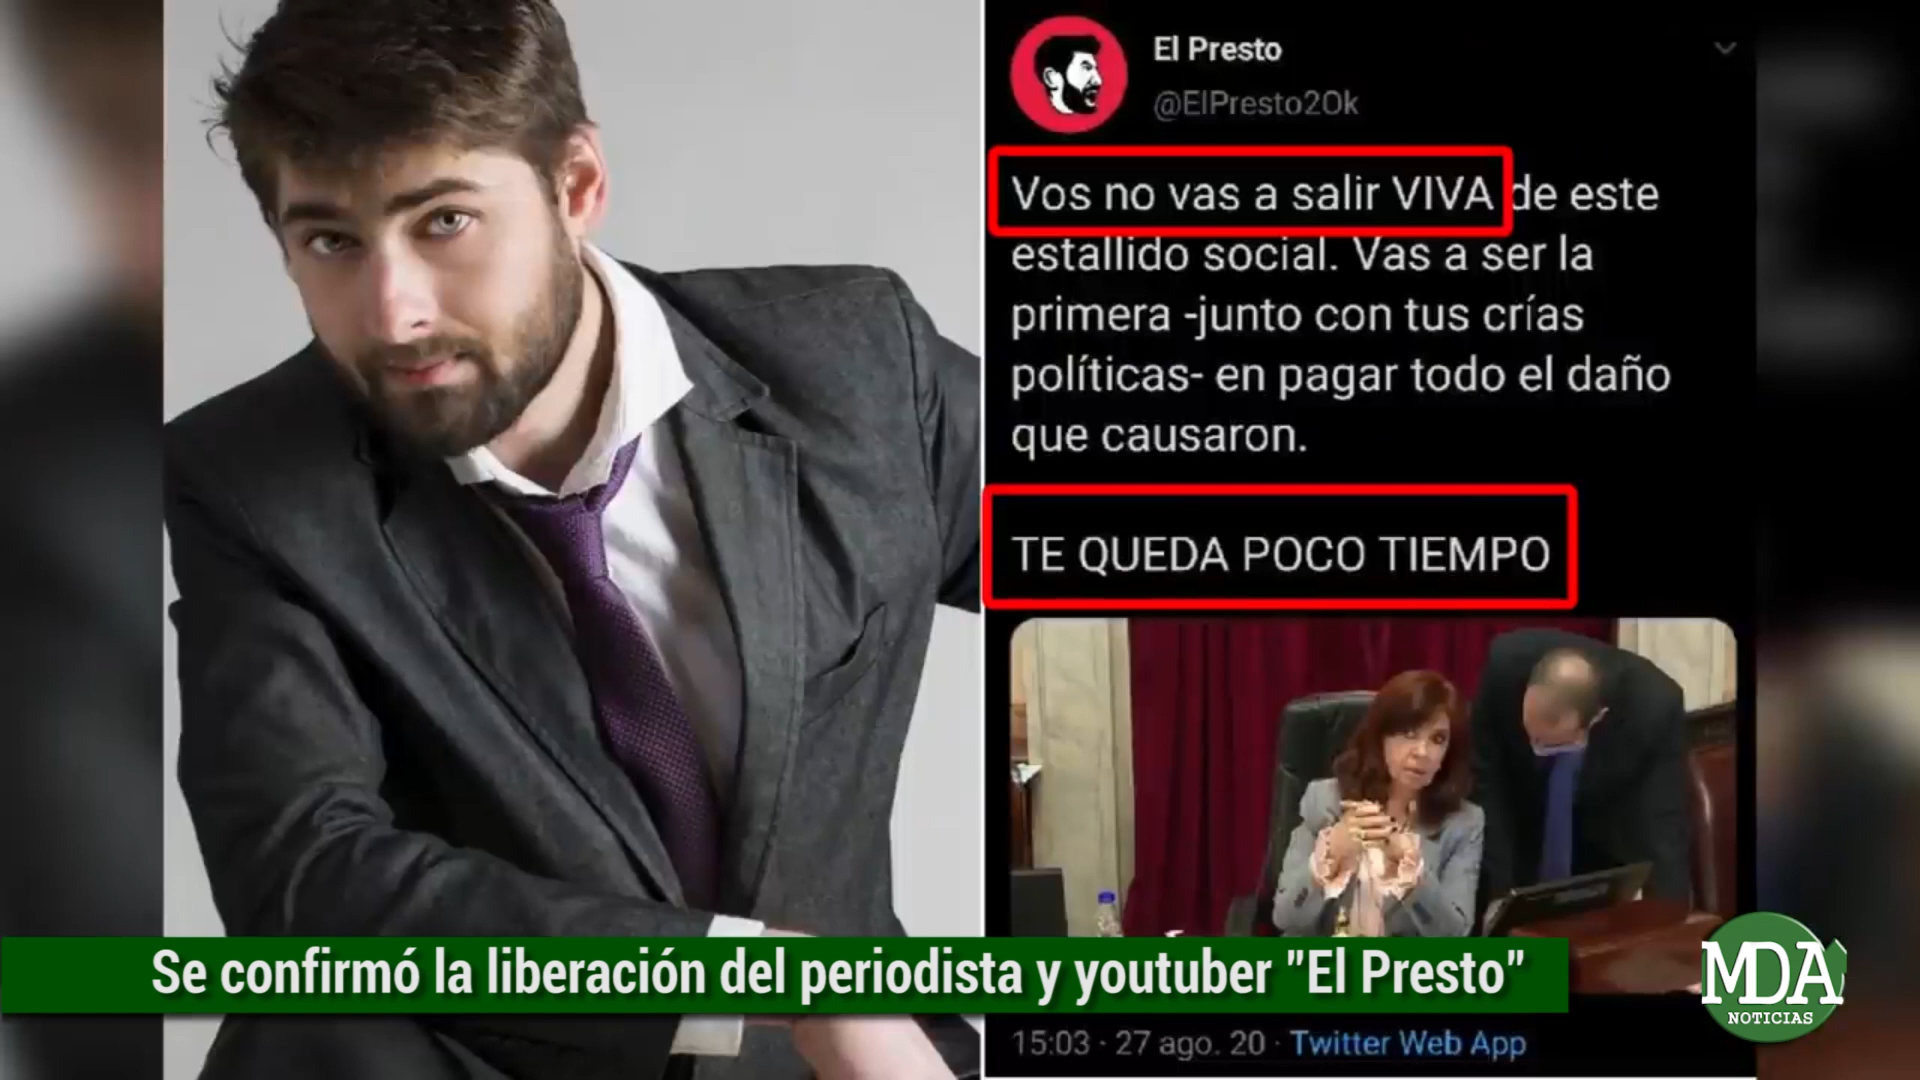 El Presto
@ElPresto2Ok
Vos no vas a salir VIVA de este
estallido social. Vas a ser la
primera -junto con tus crías
políticas- en pagar todo el daño
que causaron.
TE QUEDA POCO TIEMPO
Se confirmó la liberación del periodista y youtuber "El Presto"
MDA
NOTICIAS
15:03 · 27 ago. 20 · Twitter Web App